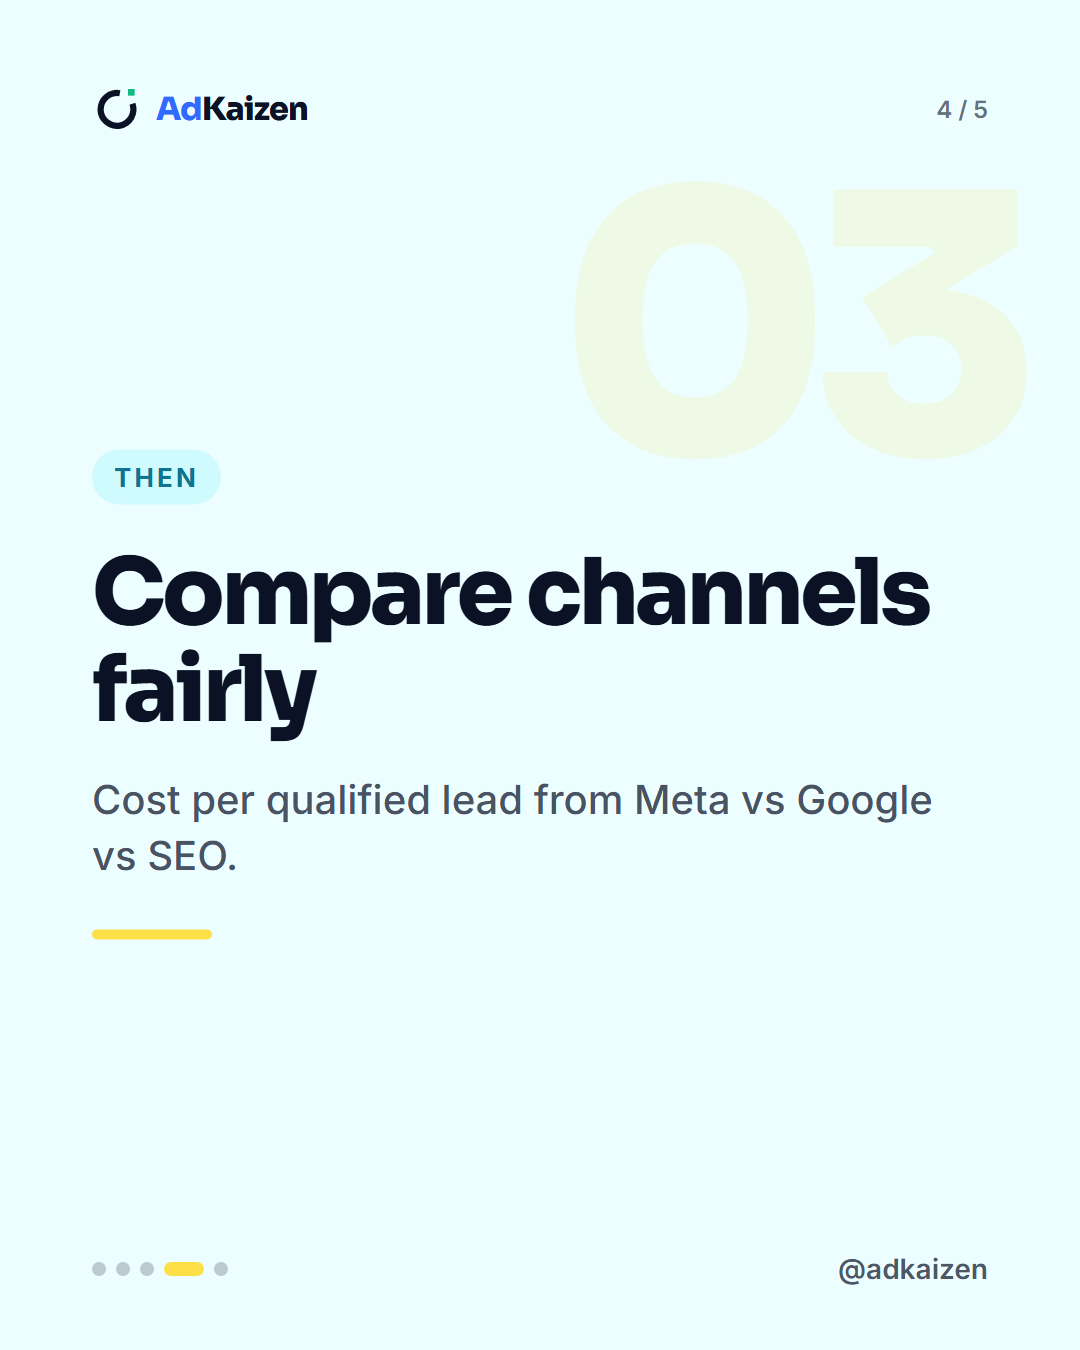 AdKaizen
4 / 5
03
THEN
Compare channels
fairly
Cost per qualified lead from Meta vs Google
vs SEO.
@adkaizen